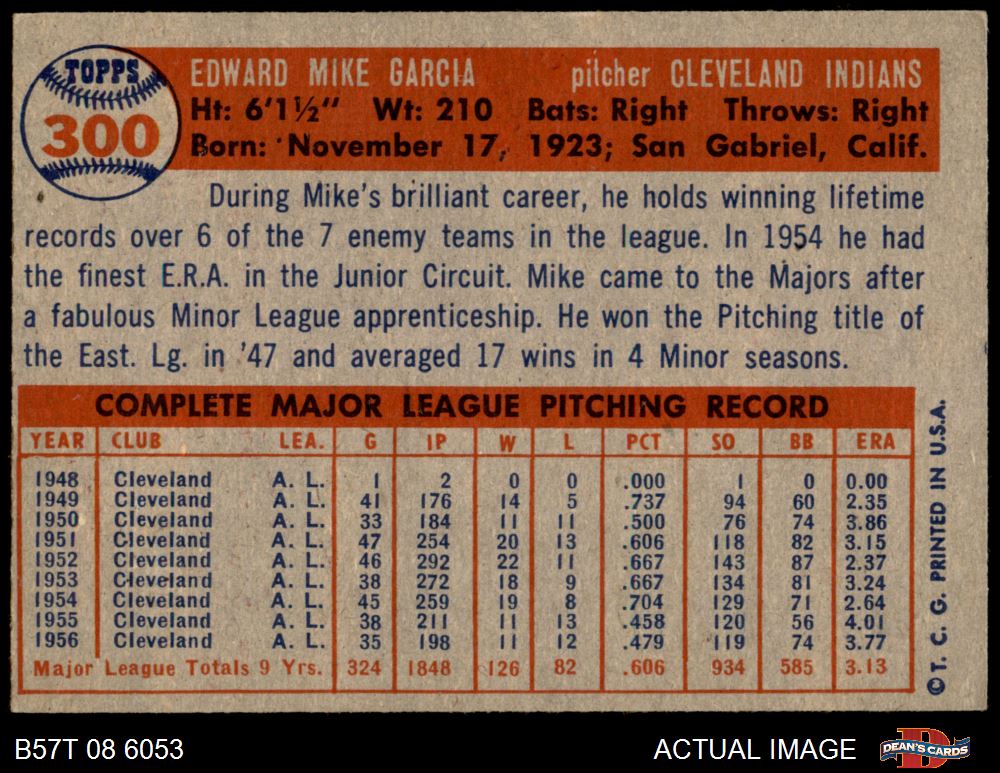 TOPPS
300
EDWARD MIKE GARCIA pitcher CLEVELAND INDIANS
Ht: 6'1½" Wt: 210 Bats: Right Throws: Right
Born: November 17, 1923; San Gabriel, Calif.
During Mike's brilliant career, he holds winning lifetime
records over 6 of the 7 enemy teams in the league. In 1954 he had
the finest E.R.A. in the Junior Circuit. Mike came to the Majors after
a fabulous Minor League apprenticeship. He won the Pitching title of
the East. Lg. in '47 and averaged 17 wins in 4 Minor seasons.
COMPLETE MAJOR LEAGUE PITCHING RECORD
YEAR CLUB LEA. G IP W L PCT SO BB ERA
1948 Cleveland A. L. 1 2 0 0 .000 1 0 0.00
1949 Cleveland A. L. 41 176 14 5 .737 94 60 2.35
1950 Cleveland A. L. 33 184 11 11 .500 76 74 3.86
1951 Cleveland A. L. 47 254 20 13 .606 118 82 3.15
1952 Cleveland A. L. 46 292 22 11 .667 143 87 2.37
1953 Cleveland A. L. 38 272 18 9 .667 134 81 3.24
1954 Cleveland A. L. 45 259 19 8 .704 129 71 2.64
1955 Cleveland A. L. 38 211 11 13 .458 120 56 4.01
1956 Cleveland A. L. 35 198 11 12 .479 119 74 3.77
Major League Totals 9 Yrs. 324 1848 126 82 .606 934 585 3.13
© T. C. G. PRINTED IN U.S.A.
B57T 08 6053 ACTUAL IMAGE DEAN'S CARDS